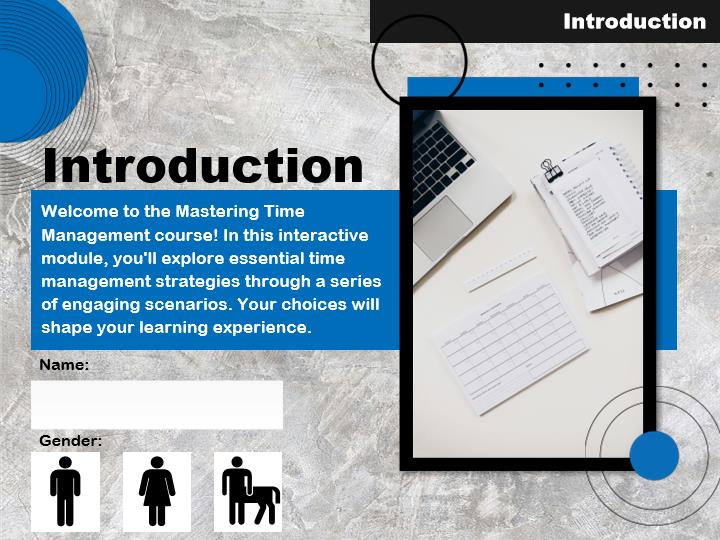 Introduction
Introduction
Welcome to the Mastering Time
Management course! In this interactive
module, you'll explore essential time
management strategies through a series
of engaging scenarios. Your choices will
shape your learning experience.
Name:
Gender: